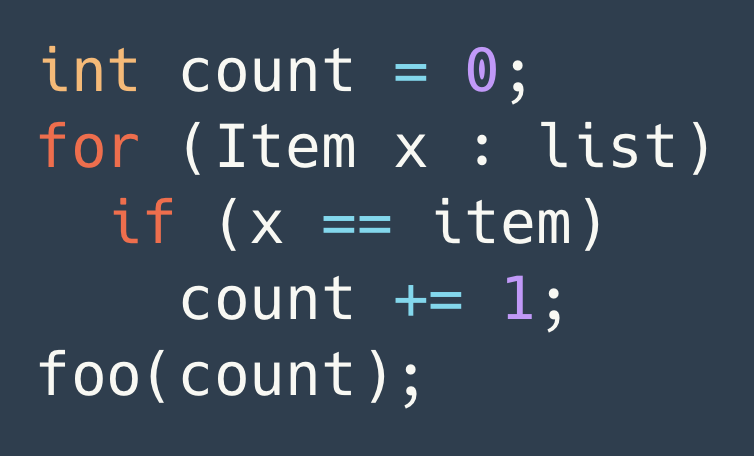 int count = 0;
for (Item x : list)
  if (x == item)
    count += 1;
foo(count);